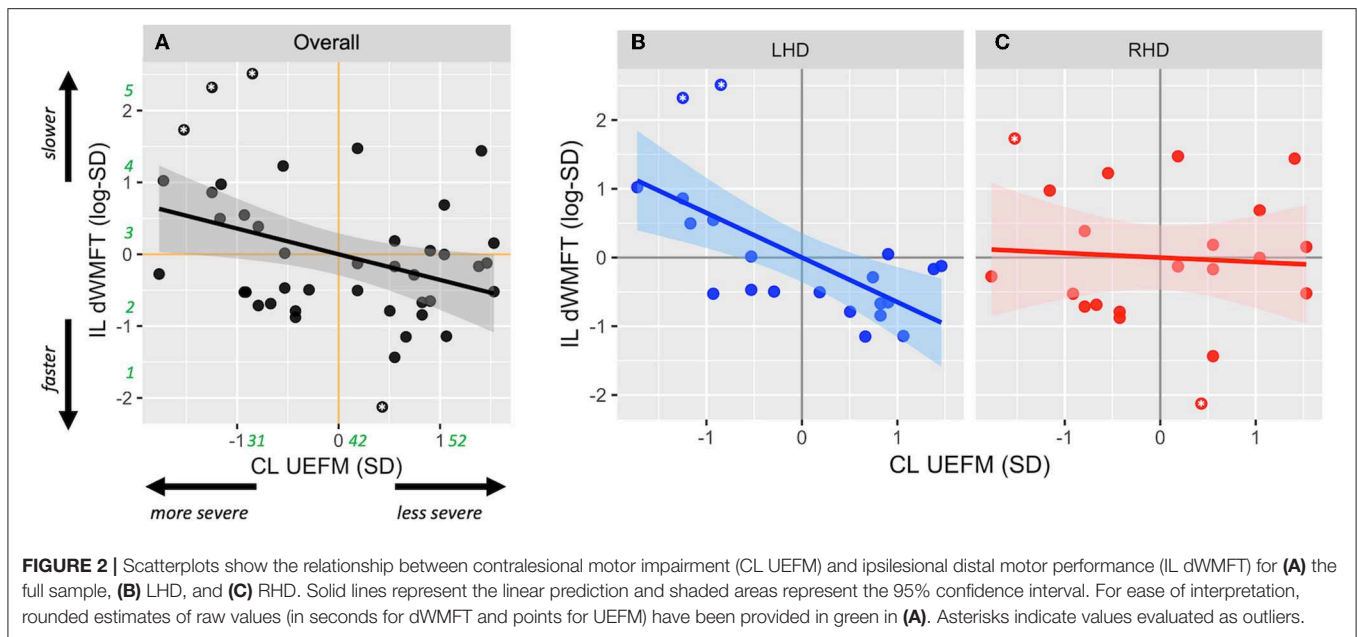 A
Overall
B
LHD
C
RHD
slower
faster
IL dWMFT (log-SD)
5
2
4
1
3
0
2
-1
1
-2
-1 31
0 42
1 52
CL UEFM (SD)
more severe
less severe
IL dWMFT (log-SD)
2
1
0
-1
-2
-1
0
1
-1
0
1
CL UEFM (SD)
FIGURE 2 | Scatterplots show the relationship between contralesional motor impairment (CL UEFM) and ipsilesional distal motor performance (IL dWMFT) for (A) the
full sample, (B) LHD, and (C) RHD. Solid lines represent the linear prediction and shaded areas represent the 95% confidence interval. For ease of interpretation,
rounded estimates of raw values (in seconds for dWMFT and points for UEFM) have been provided in green in (A). Asterisks indicate values evaluated as outliers.